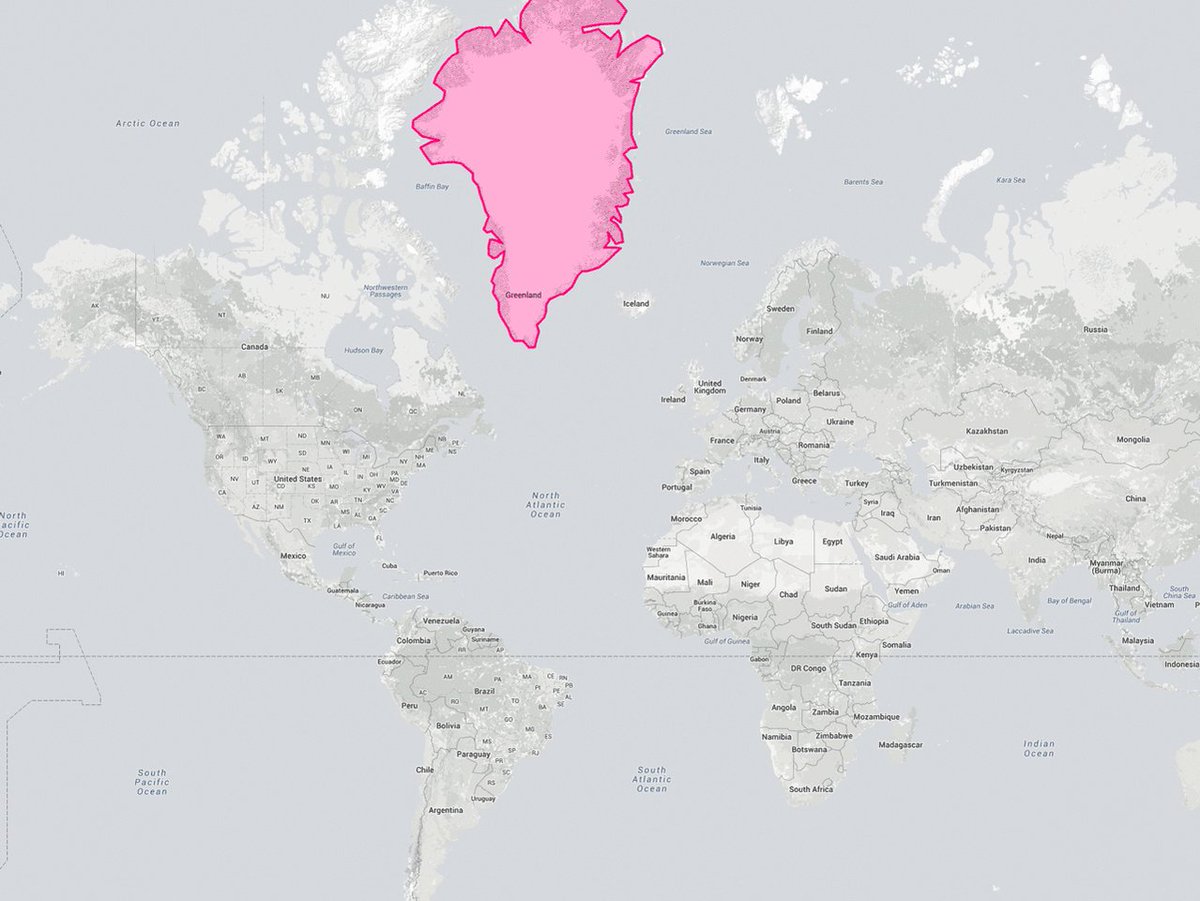 Arctic Ocean
Greenland Sea
Barents Sea
Kara Sea
Baffin Bay
Norwegian Sea
Northwestern
Passages
Greenland
Iceland
NU
AK
YT
NT
Canada
Hudson Bay
Sweden
Finland
Norway
Russia
AB
MB
BC
SK
ON
QC
NL
United
Kingdom
Denmark
Ireland
Germany
Poland
Belarus
Ukraine
France
Austria
Romania
Italy
Kazakhstan
Mongolia
WA
MT
ND
MN
OR
ID
WY
SD
WI
MI
NB
PE
ME
NS
NH
MA
NY
NV
UT
CO
United States
NE
IA
IL
IN
OH
PA
MD
DE
KS
MO
KY
WV
VA
CA
AZ
NM
OK
AR
TN
NC
SC
TX
LA
MS
AL
GA
FL
Spain
Portugal
Greece
Turkey
Uzbekistan
Kyrgyzstan
Turkmenistan
China
North
Atlantic
Ocean
North
acific
Ocean
Morocco
Tunisia
Syria
Iraq
Iran
Afghanistan
Pakistan
Nepal
Algeria
Libya
Egypt
Western
Sahara
Saudi Arabia
Oman
India
Myanmar
(Burma)
Mexico
Gulf of
Mexico
Cuba
Puerto Rico
HI
Guatemala
Nicaragua
Caribbean Sea
Mauritania
Mali
Niger
Chad
Sudan
Yemen
Gulf of Aden
Arabian Sea
Bay of Bengal
Thailand
Vietnam
Gulf of
Thailand
South
China Sea
P
Laccadive Sea
Malaysia
Indonesia
Burkina
Faso
Guinea
Ghana
Nigeria
South Sudan
Ethiopia
Somalia
Gulf of Guinea
Gabon
DR Congo
Kenya
Tanzania
Venezuela
Guyana
Suriname
Colombia
RR
AP
Ecuador
AM
PA
MA
CE
RN
PB
PE
AL
SE
PI
AC
RO
Brazil
TO
BA
MT
GO
Peru
Bolivia
MG
ES
MS
SP
RJ
Paraguay
PR
SC
RS
Chile
Uruguay
Argentina
Angola
Zambia
Mozambique
Namibia
Zimbabwe
Botswana
Madagascar
South Africa
South
Pacific
Ocean
South
Atlantic
Ocean
Indian
Ocean